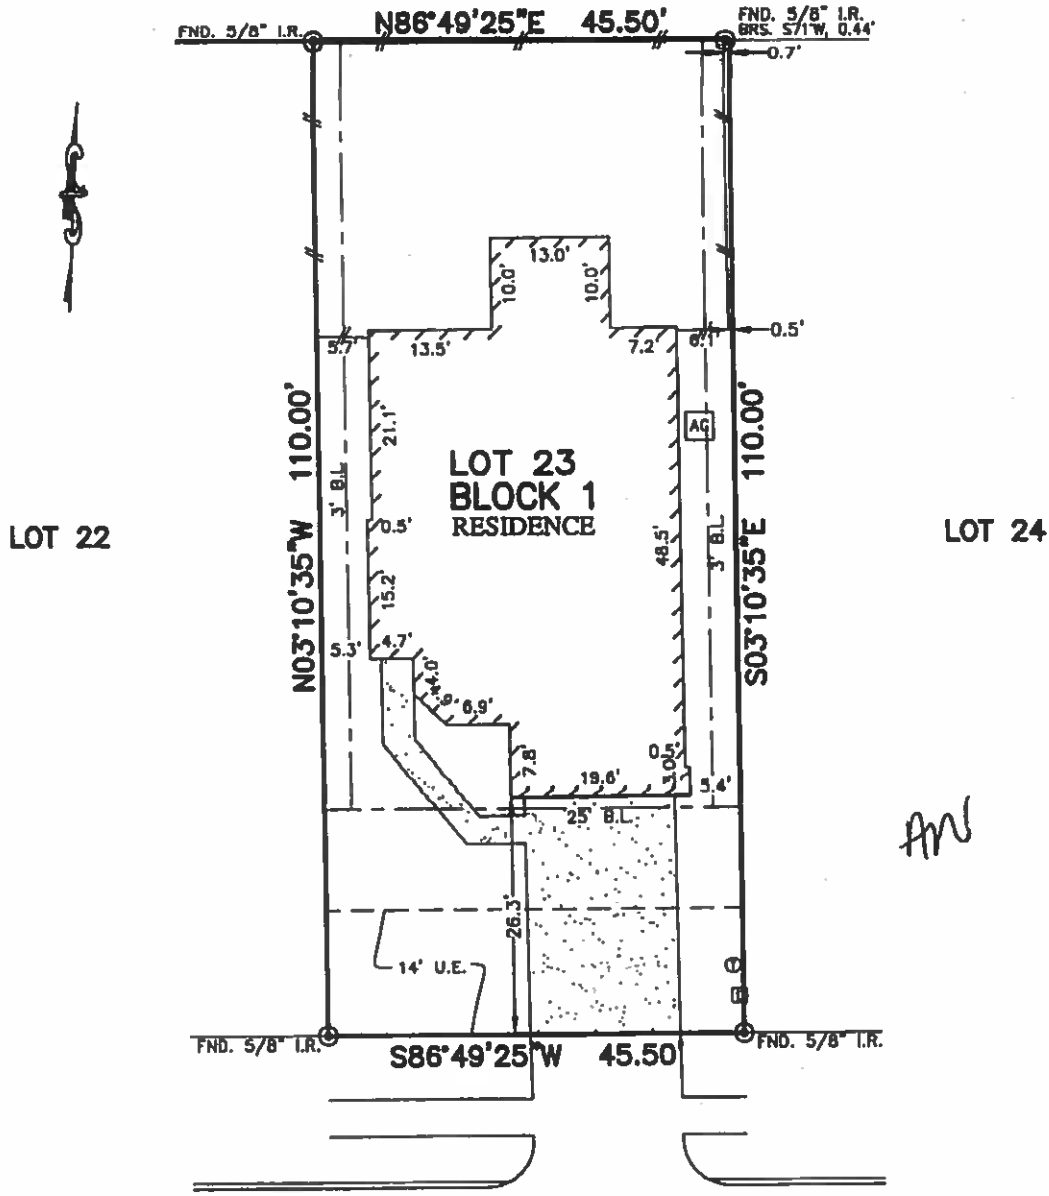 N86°49'25"E 45.50'
FND. 5/8" I.R.
FND. 5/8" I.R.
BRS. S71°W, 0.44'
0.7'
13.0'
10.0'
10.0'
0.5'
5.7'
13.5'
7.2'
6.1'
21.1'
AC
N03°10'35"W 110.00'
S03°10'35"E 110.00'
LOT 23
BLOCK 1
RESIDENCE
3' B.L.
0.5'
48.5'
3' B.L.
LOT 22
LOT 24
15.2'
5.3'
4.7'
4.0'
6.9'
7.8'
0.5'
3.0'
19.6'
5.4'
25' B.L.
26.3'
14' U.E.
T
FND. 5/8" I.R.
FND. 5/8" I.R.
S86°49'25"W 45.50